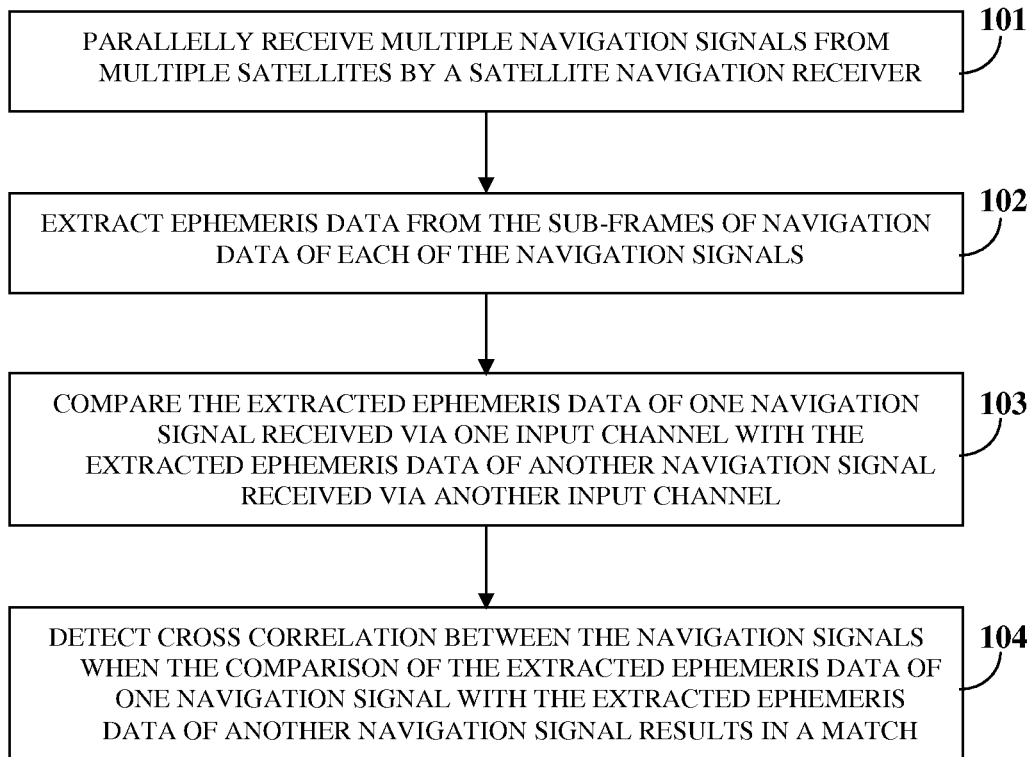 PARALLELY RECEIVE MULTIPLE NAVIGATION SIGNALS FROM
MULTIPLE SATELLITES BY A SATELLITE NAVIGATION RECEIVER
101
EXTRACT EPHEMERIS DATA FROM THE SUB-FRAMES OF NAVIGATION
DATA OF EACH OF THE NAVIGATION SIGNALS
102
COMPARE THE EXTRACTED EPHEMERIS DATA OF ONE NAVIGATION
SIGNAL RECEIVED VIA ONE INPUT CHANNEL WITH THE
EXTRACTED EPHEMERIS DATA OF ANOTHER NAVIGATION SIGNAL
RECEIVED VIA ANOTHER INPUT CHANNEL
103
DETECT CROSS CORRELATION BETWEEN THE NAVIGATION SIGNALS
WHEN THE COMPARISON OF THE EXTRACTED EPHEMERIS DATA OF
ONE NAVIGATION SIGNAL WITH THE EXTRACTED EPHEMERIS
DATA OF ANOTHER NAVIGATION SIGNAL RESULTS IN A MATCH
104